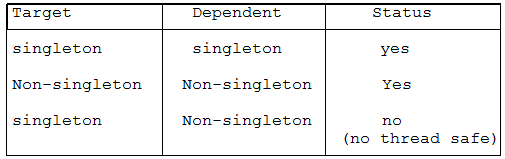 Target Dependent Status
singleton singleton yes
Non-singleton Non-singleton Yes
singleton Non-singleton no
(no thread safe)